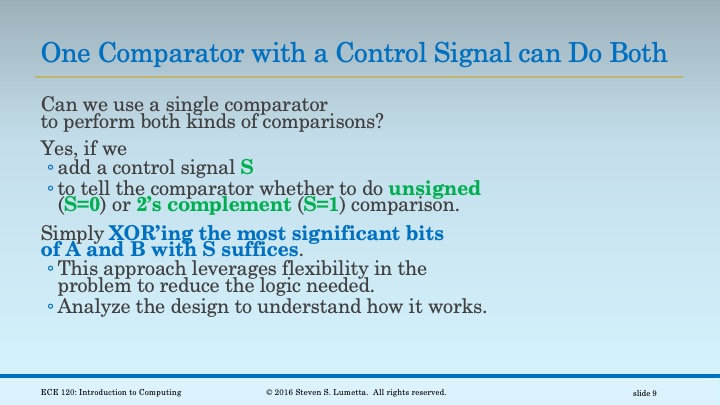 One Comparator with a Control Signal can Do Both
Can we use a single comparator
to perform both kinds of comparisons?
Yes, if we
◦ add a control signal S
◦ to tell the comparator whether to do unsigned
(S=0) or 2’s complement (S=1) comparison.
Simply XOR’ing the most significant bits
of A and B with S suffices.
◦ This approach leverages flexibility in the
problem to reduce the logic needed.
◦ Analyze the design to understand how it works.
ECE 120: Introduction to Computing
© 2016 Steven S. Lumetta. All rights reserved.
slide 9